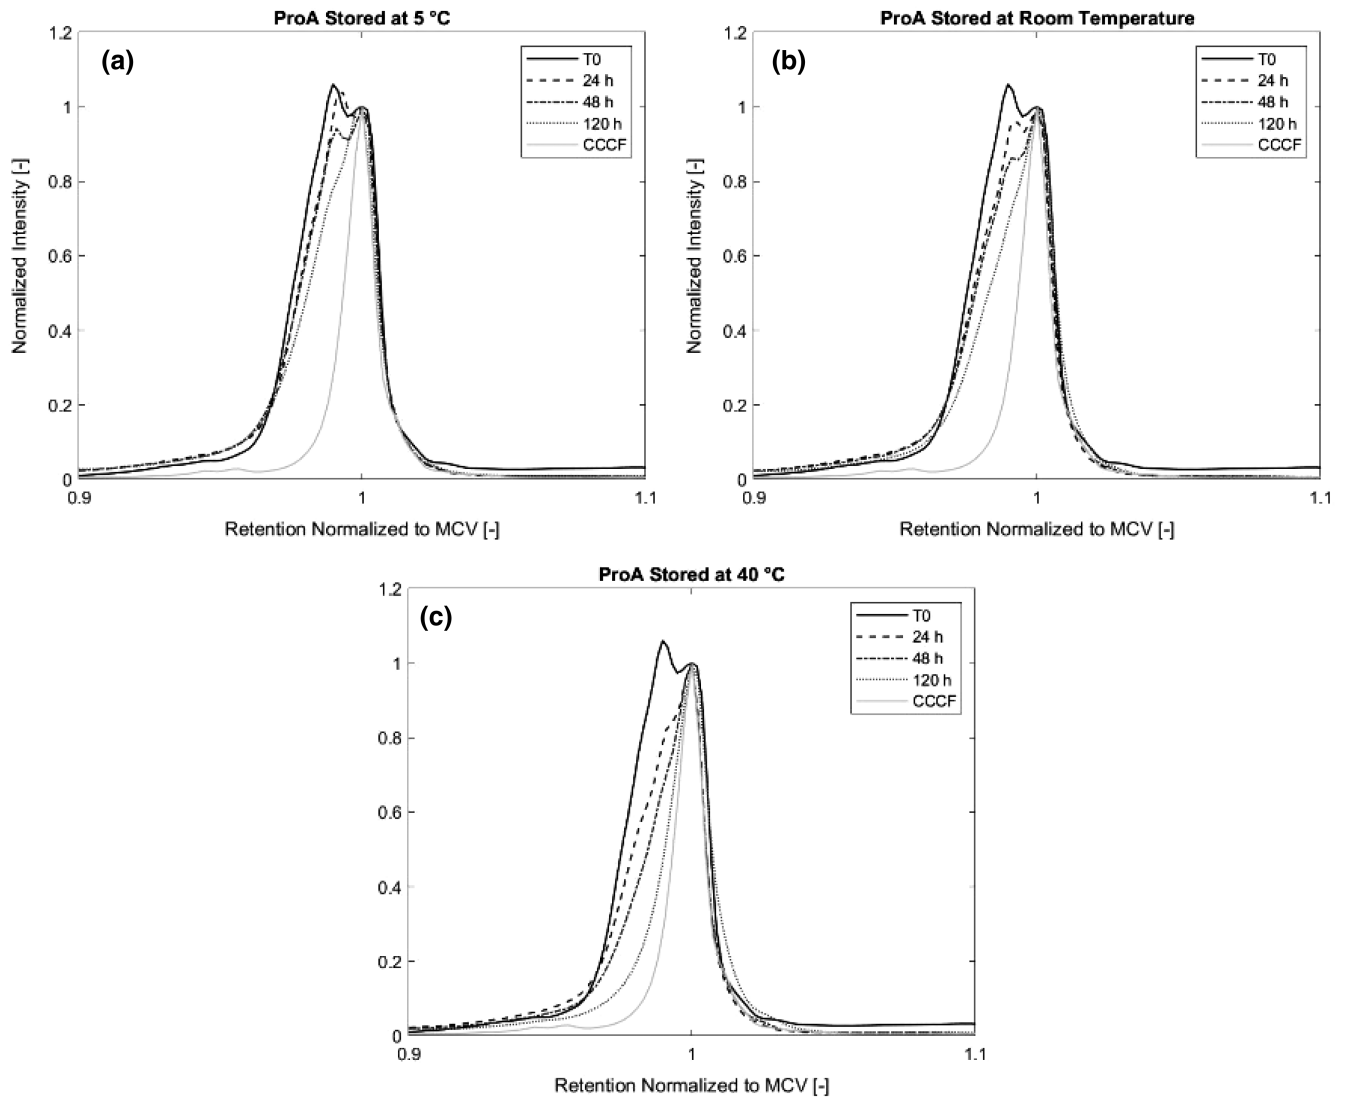 ProA Stored at 5 °C
(a)
T0
24 h
48 h
120 h
CCCF
1.2
1
0.8
0.6
0.4
0.2
0
0.9
1
1.1
Normalized Intensity [-]
Retention Normalized to MCV [-]
ProA Stored at Room Temperature
(b)
T0
24 h
48 h
120 h
CCCF
1.2
1
0.8
0.6
0.4
0.2
0
0.9
1
1.1
Normalized Intensity [-]
Retention Normalized to MCV [-]
ProA Stored at 40 °C
(c)
T0
24 h
48 h
120 h
CCCF
1.2
1
0.8
0.6
0.4
0.2
0
0.9
1
1.1
Retention Normalized to MCV [-]